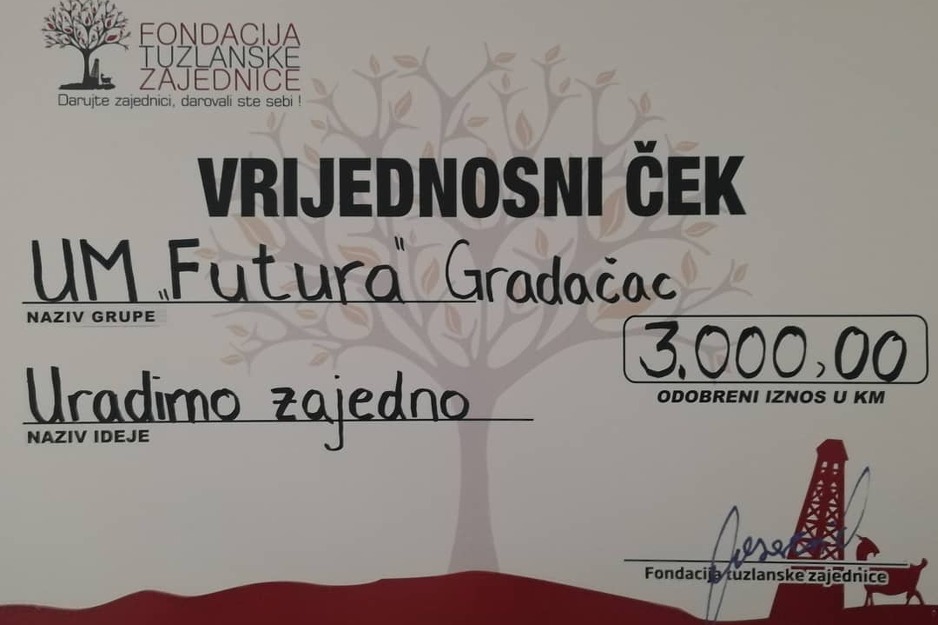 FONDACIJA
TUZLANSKE
ZAJEDNICE
Darujte zajednici, darovali ste sebi !
VRIJEDNOSNI ČEK
UM „Futura“ Gradačac
NAZIV GRUPE
3.000,00
ODOBRENI IZNOS U KM
Uradimo zajedno
NAZIV IDEJE
Fondacija tuzlanske zajednice